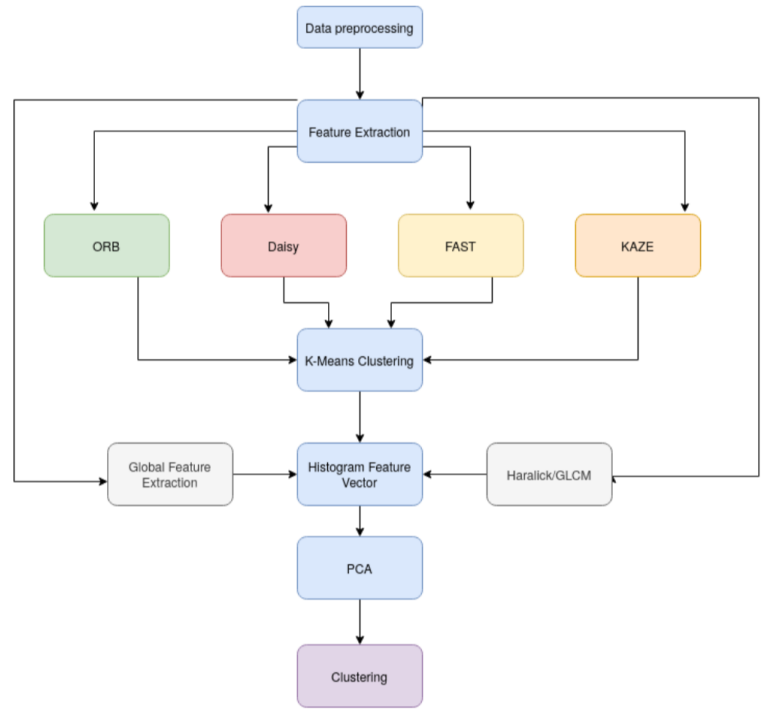 Data preprocessing
Feature Extraction
ORB
Daisy
FAST
KAZE
K-Means Clustering
Global Feature
Extraction
Histogram Feature
Vector
Haralick/GLCM
PCA
Clustering